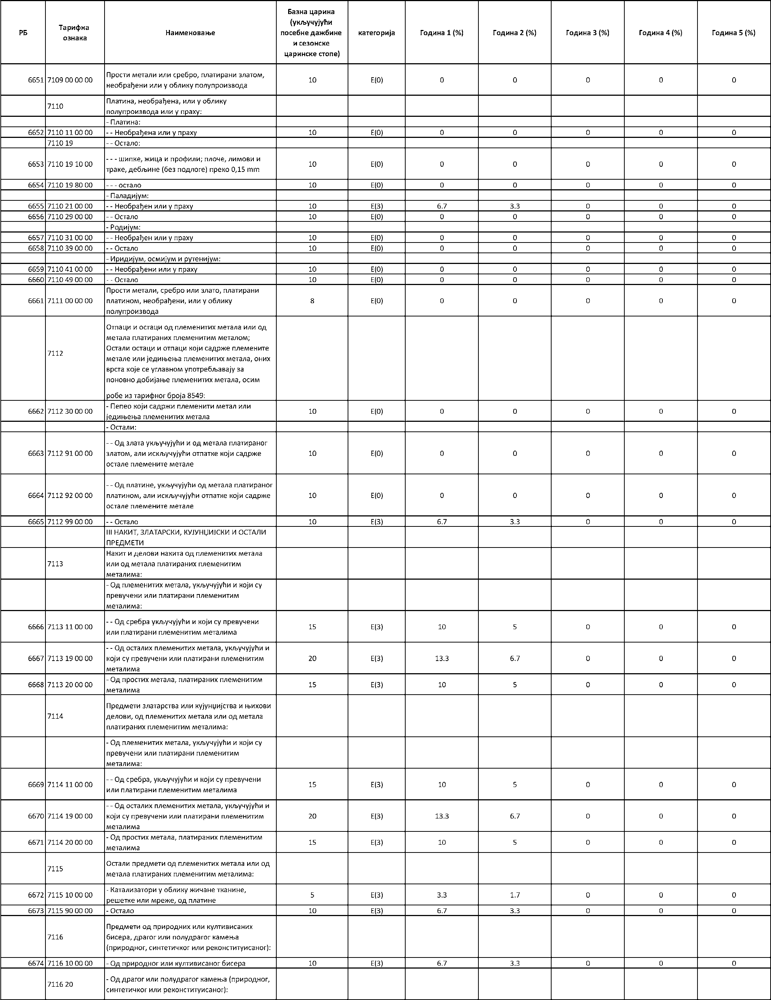 РБ Тарифна ознака Наименовање Базна царина (укључујући посебне дажбине и сезонске царинске стопе) категорија Година 1 (%) Година 2 (%) Година 3 (%) Година 4 (%) Година 5 (%)
6651 7109 00 00 00 Прости метали или сребро, платирани златом, необрађени или у облику полупроизвода 10 E(0) 0 0 0 0 0
7110 Платина, необрађена, или у облику полупроизвода или у праху:
- Платина:
6652 7110 11 00 00 - - Необрађена или у праху 10 E(0) 0 0 0 0 0
7110 19 - - Остало:
6653 7110 19 10 00 - - - шипке, жица и профили; плоче, лимови и траке, дебљине (без подлоге) преко 0,15 mm 10 E(0) 0 0 0 0 0
6654 7110 19 80 00 - - - остало 10 E(0) 0 0 0 0 0
- Паладијум:
6655 7110 21 00 00 - - Необрађен или у праху 10 E(3) 6.7 3.3 0 0 0
6656 7110 29 00 00 - - Остало 10 E(0) 0 0 0 0 0
- Родијум:
6657 7110 31 00 00 - - Необрађен или у праху 10 E(0) 0 0 0 0 0
6658 7110 39 00 00 - - Остало 10 E(0) 0 0 0 0 0
- Иридијум, осмијум и рутенијум:
6659 7110 41 00 00 - - Необрађени или у праху 10 E(0) 0 0 0 0 0
6660 7110 49 00 00 - - Остало 10 E(0) 0 0 0 0 0
6661 7111 00 00 00 Прости метали, сребро или злато, платирани платином, необрађени, или у облику полупроизвода 8 E(0) 0 0 0 0 0
7112 Отпаци и остаци од племенитих метала или од метала платираних племенитим металом; Остали остаци и отпаци који садрже племените метале или једињења племенитих метала, оних врста које се углавном употребљавају за поновно добијање племенитих метала, осим робе из тарифног броја 8549:
6662 7112 30 00 00 - Пепео који садржи племенити метал или једињења племенитих метала 10 E(0) 0 0 0 0 0
- Остали:
6663 7112 91 00 00 - - Од злата укључујући и од метала платираног златом, али искључујући отпатке који садрже остале племените метале 10 E(0) 0 0 0 0 0
6664 7112 92 00 00 - - Од платине, укључујући од метала платираног платином, али искључујући отпатке који садрже остале племените метале 10 E(0) 0 0 0 0 0
6665 7112 99 00 00 - - Остало 10 E(3) 6.7 3.3 0 0 0
III НАКИТ, ЗЛАТАРСКИ, КУЈУНЏИЈСКИ И ОСТАЛИ ПРЕДМЕТИ
7113 Накит и делови накита од племенитих метала или од метала платираних племенитим металима:
- Од племенитих метала, укључујући и који су превучени или платирани племенитим металима:
6666 7113 11 00 00 - - Од сребра укључујући и који су превучени или платирани племенитим металима 15 E(3) 10 5 0 0 0
6667 7113 19 00 00 - - Од осталих племенитих метала, укључујући и који су превучени или платирани племенитим металима 20 E(3) 13.3 6.7 0 0 0
6668 7113 20 00 00 - Од простих метала, платираних племенитим металима 15 E(3) 10 5 0 0 0
7114 Предмети златарства или кујунџијства и њихови делови, од племенитих метала или од метала платираних племенитим металима:
- Од племенитих метала, укључујући и који су превучени или платирани племенитим металима:
6669 7114 11 00 00 - - Од сребра, укључујући и који су превучени или платирани племенитим металима 15 E(3) 10 5 0 0 0
6670 7114 19 00 00 - - Од осталих племенитих метала, укључујући и који су превучени или платирани племенитим металима 20 E(3) 13.3 6.7 0 0 0
6671 7114 20 00 00 - Од простих метала, платираних племенитим металима 15 E(3) 10 5 0 0 0
7115 Остали предмети од племенитих метала или од метала платираних племенитим металима:
6672 7115 10 00 00 - Катализатори у облику жичане тканине, решетке или мреже, од платине 5 E(3) 3.3 1.7 0 0 0
6673 7115 90 00 00 - Остало 10 E(3) 6.7 3.3 0 0 0
7116 Предмети од природних или култивисаних бисера, драгог или полудрагог камења (природног, синтетичког или реконституисаног):
6674 7116 10 00 00 - Од природног или култивисаног бисера 10 E(3) 6.7 3.3 0 0 0
7116 20 - Од драгог или полудрагог камења (природног, синтетичког или реконституисаног):